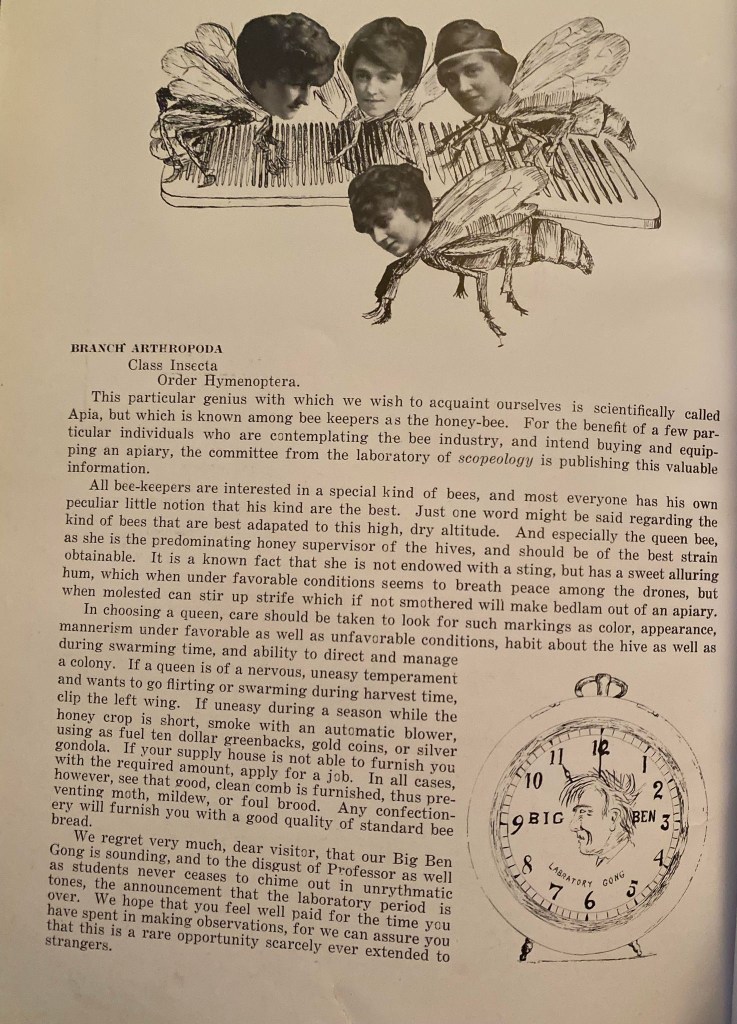 BRANCH ARTHROPODA
Class Insecta
Order Hymenoptera.
This particular genius with which we wish to acquaint ourselves is scientifically called
Apia, but which is known among bee keepers as the honey-bee. For the benefit of a few par-
ticular individuals who are contemplating the bee industry, and intend buying and equip-
ping an apiary, the committee from the laboratory of scopeology is publishing this valuable
information.
All bee-keepers are interested in a special kind of bees, and most everyone has his own
peculiar little notion that his kind are the best. Just one word might be said regarding the
kind of bees that are best adapated to this high, dry altitude. And especially the queen bee,
as she is the predominating honey supervisor of the hives, and should be of the best strain
obtainable. It is a known fact that she is not endowed with a sting, but has a sweet alluring
hum, which when under favorable conditions seems to breath peace among the drones, but
when molested can stir up strife which if not smothered will make bedlam out of an apiary.
In choosing a queen, care should be taken to look for such markings as color, appearance,
mannerism under favorable as well as unfavorable conditions, habit about the hive as well as
during swarming time, and ability to direct and manage
a colony. If a queen is of a nervous, uneasy temperament
and wants to go flirting or swarming during harvest time,
clip the left wing. If uneasy during a season while the
honey crop is short, smoke with an automatic blower,
using as fuel ten dollar greenbacks, gold coins, or silver
gondola. If your supply house is not able to furnish you
with the required amount, apply for a job. In all cases,
however, see that good, clean comb is furnished, thus pre-
venting moth, mildew, or foul brood. Any confection-
ery will furnish you with a good quality of standard bee
bread.
We regret very much, dear visitor, that our Big Ben
Gong is sounding, and to the disgust of Professor as well
as students never ceases to chime out in unrythmatic
tones, the announcement that the laboratory period is
over. We hope that you feel well paid for the time you
have spent in making observations, for we can assure you
that this is a rare opportunity scarcely ever extended to
strangers.
12
11 1
10 2
9 BIG BEN 3
8 4
LABRATORY GONG
7 5
6